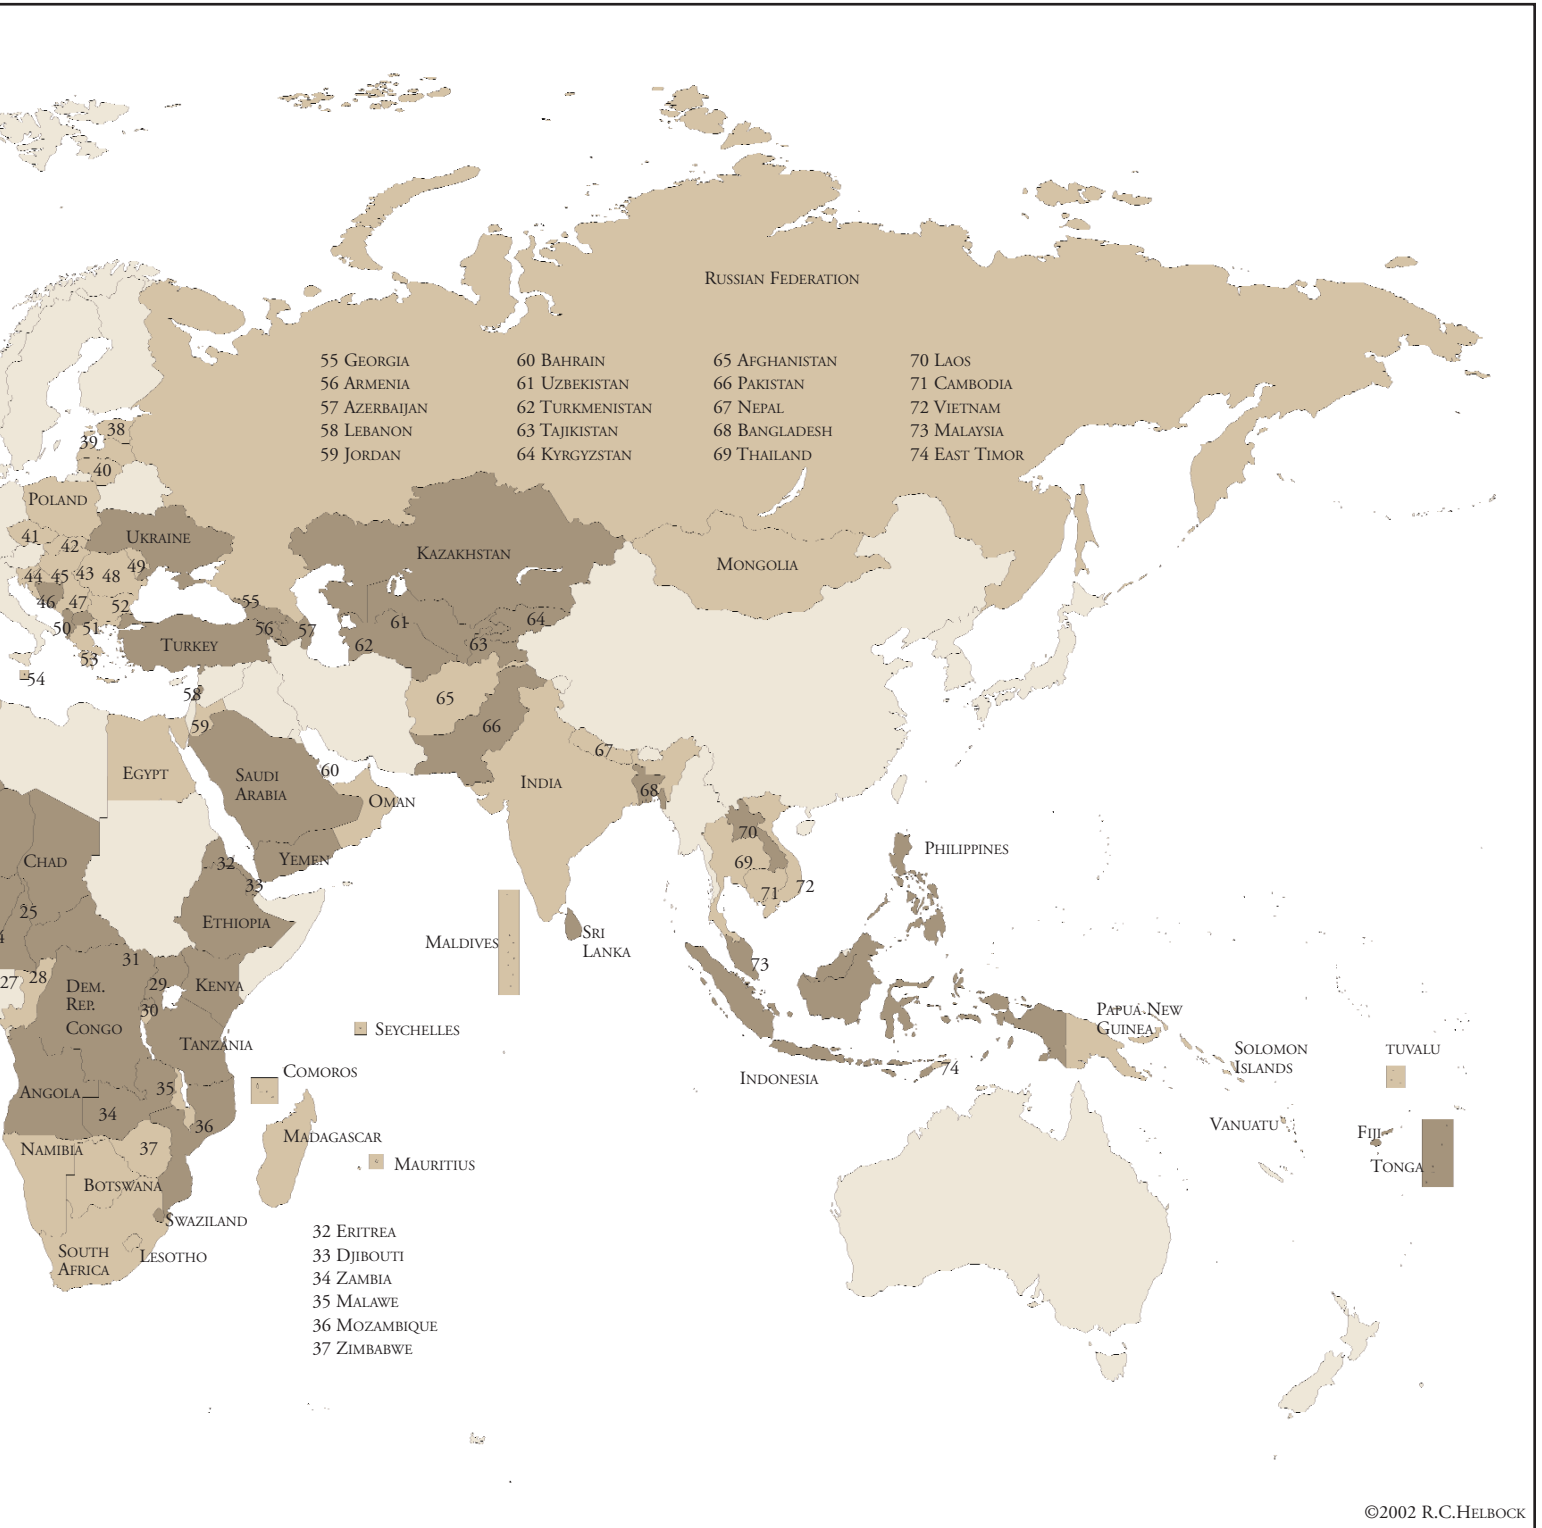 RUSSIAN FEDERATION
55 GEORGIA
56 ARMENIA
57 AZERBAIJAN
58 LEBANON
59 JORDAN
60 BAHRAIN
61 UZBEKISTAN
62 TURKMENISTAN
63 TAJIKISTAN
64 KYRGYZSTAN
65 AFGHANISTAN
66 PAKISTAN
67 NEPAL
68 BANGLADESH
69 THAILAND
70 LAOS
71 CAMBODIA
72 VIETNAM
73 MALAYSIA
74 EAST TIMOR
38
39
40
POLAND
41
42
UKRAINE
KAZAKHSTAN
MONGOLIA
44
45
43
48
49
46
47
52
50
51
53
54
55
56
57
TURKEY
61
62
63
64
58
59
65
66
67
EGYPT
SAUDI
ARABIA
60
OMAN
INDIA
68
CHAD
32
YEMEN
33
70
69
71
72
PHILIPPINES
25
ETHIOPIA
MALDIVES
SRI
LANKA
4
31
27
28
DEM.
REP.
CONGO
29
30
KENYA
73
SEYCHELLES
PAPUA NEW
GUINEA
TANZANIA
SOLOMON
ISLANDS
TUVALU
COMOROS
INDONESIA
74
ANGOLA
35
34
36
VANUATU
FIJI
TONGA
NAMIBIA
37
MADAGASCAR
MAURITIUS
BOTSWANA
SWAZILAND
SOUTH
AFRICA
LESOTHO
32 ERITREA
33 DJIBOUTI
34 ZAMBIA
35 MALAWE
36 MOZAMBIQUE
37 ZIMBABWE
©2002 R.C.HELBOCK